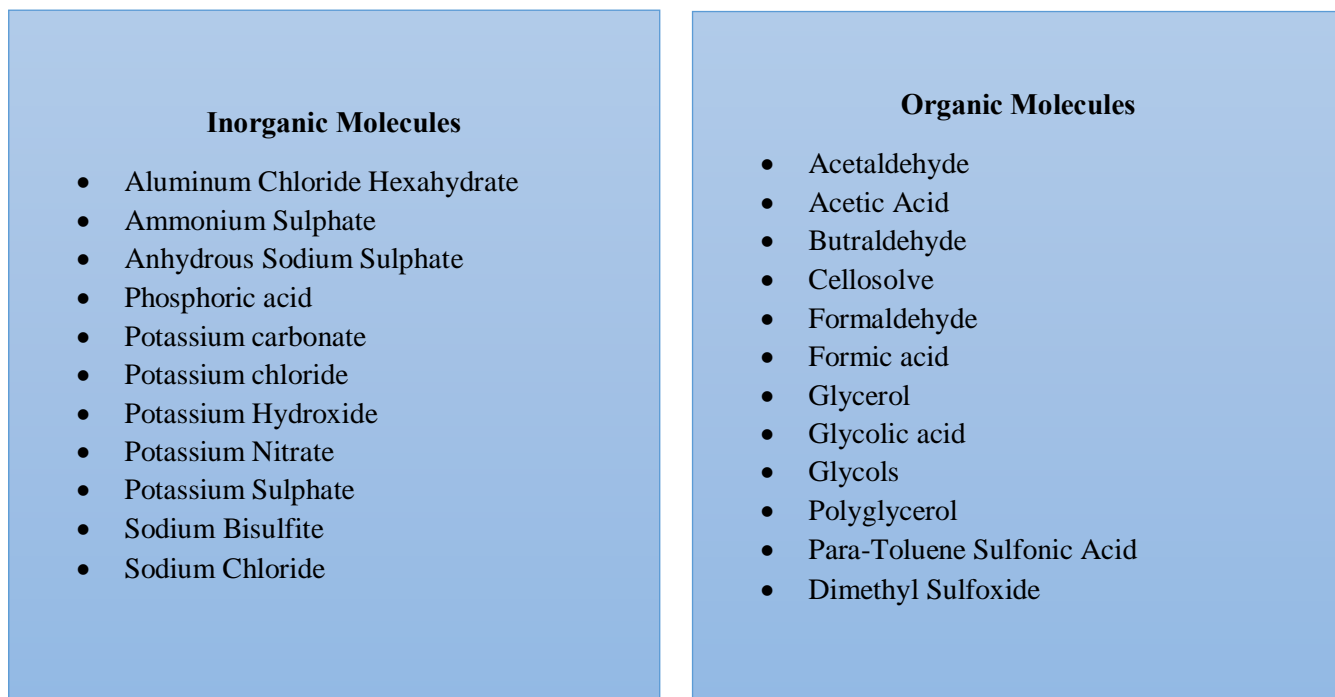 Inorganic Molecules
• Aluminum Chloride Hexahydrate
• Ammonium Sulphate
• Anhydrous Sodium Sulphate
• Phosphoric acid
• Potassium carbonate
• Potassium chloride
• Potassium Hydroxide
• Potassium Nitrate
• Potassium Sulphate
• Sodium Bisulfite
• Sodium Chloride
Organic Molecules
• Acetaldehyde
• Acetic Acid
• Butraldehyde
• Cellosolve
• Formaldehyde
• Formic acid
• Glycerol
• Glycolic acid
• Glycols
• Polyglycerol
• Para-Toluene Sulfonic Acid
• Dimethyl Sulfoxide